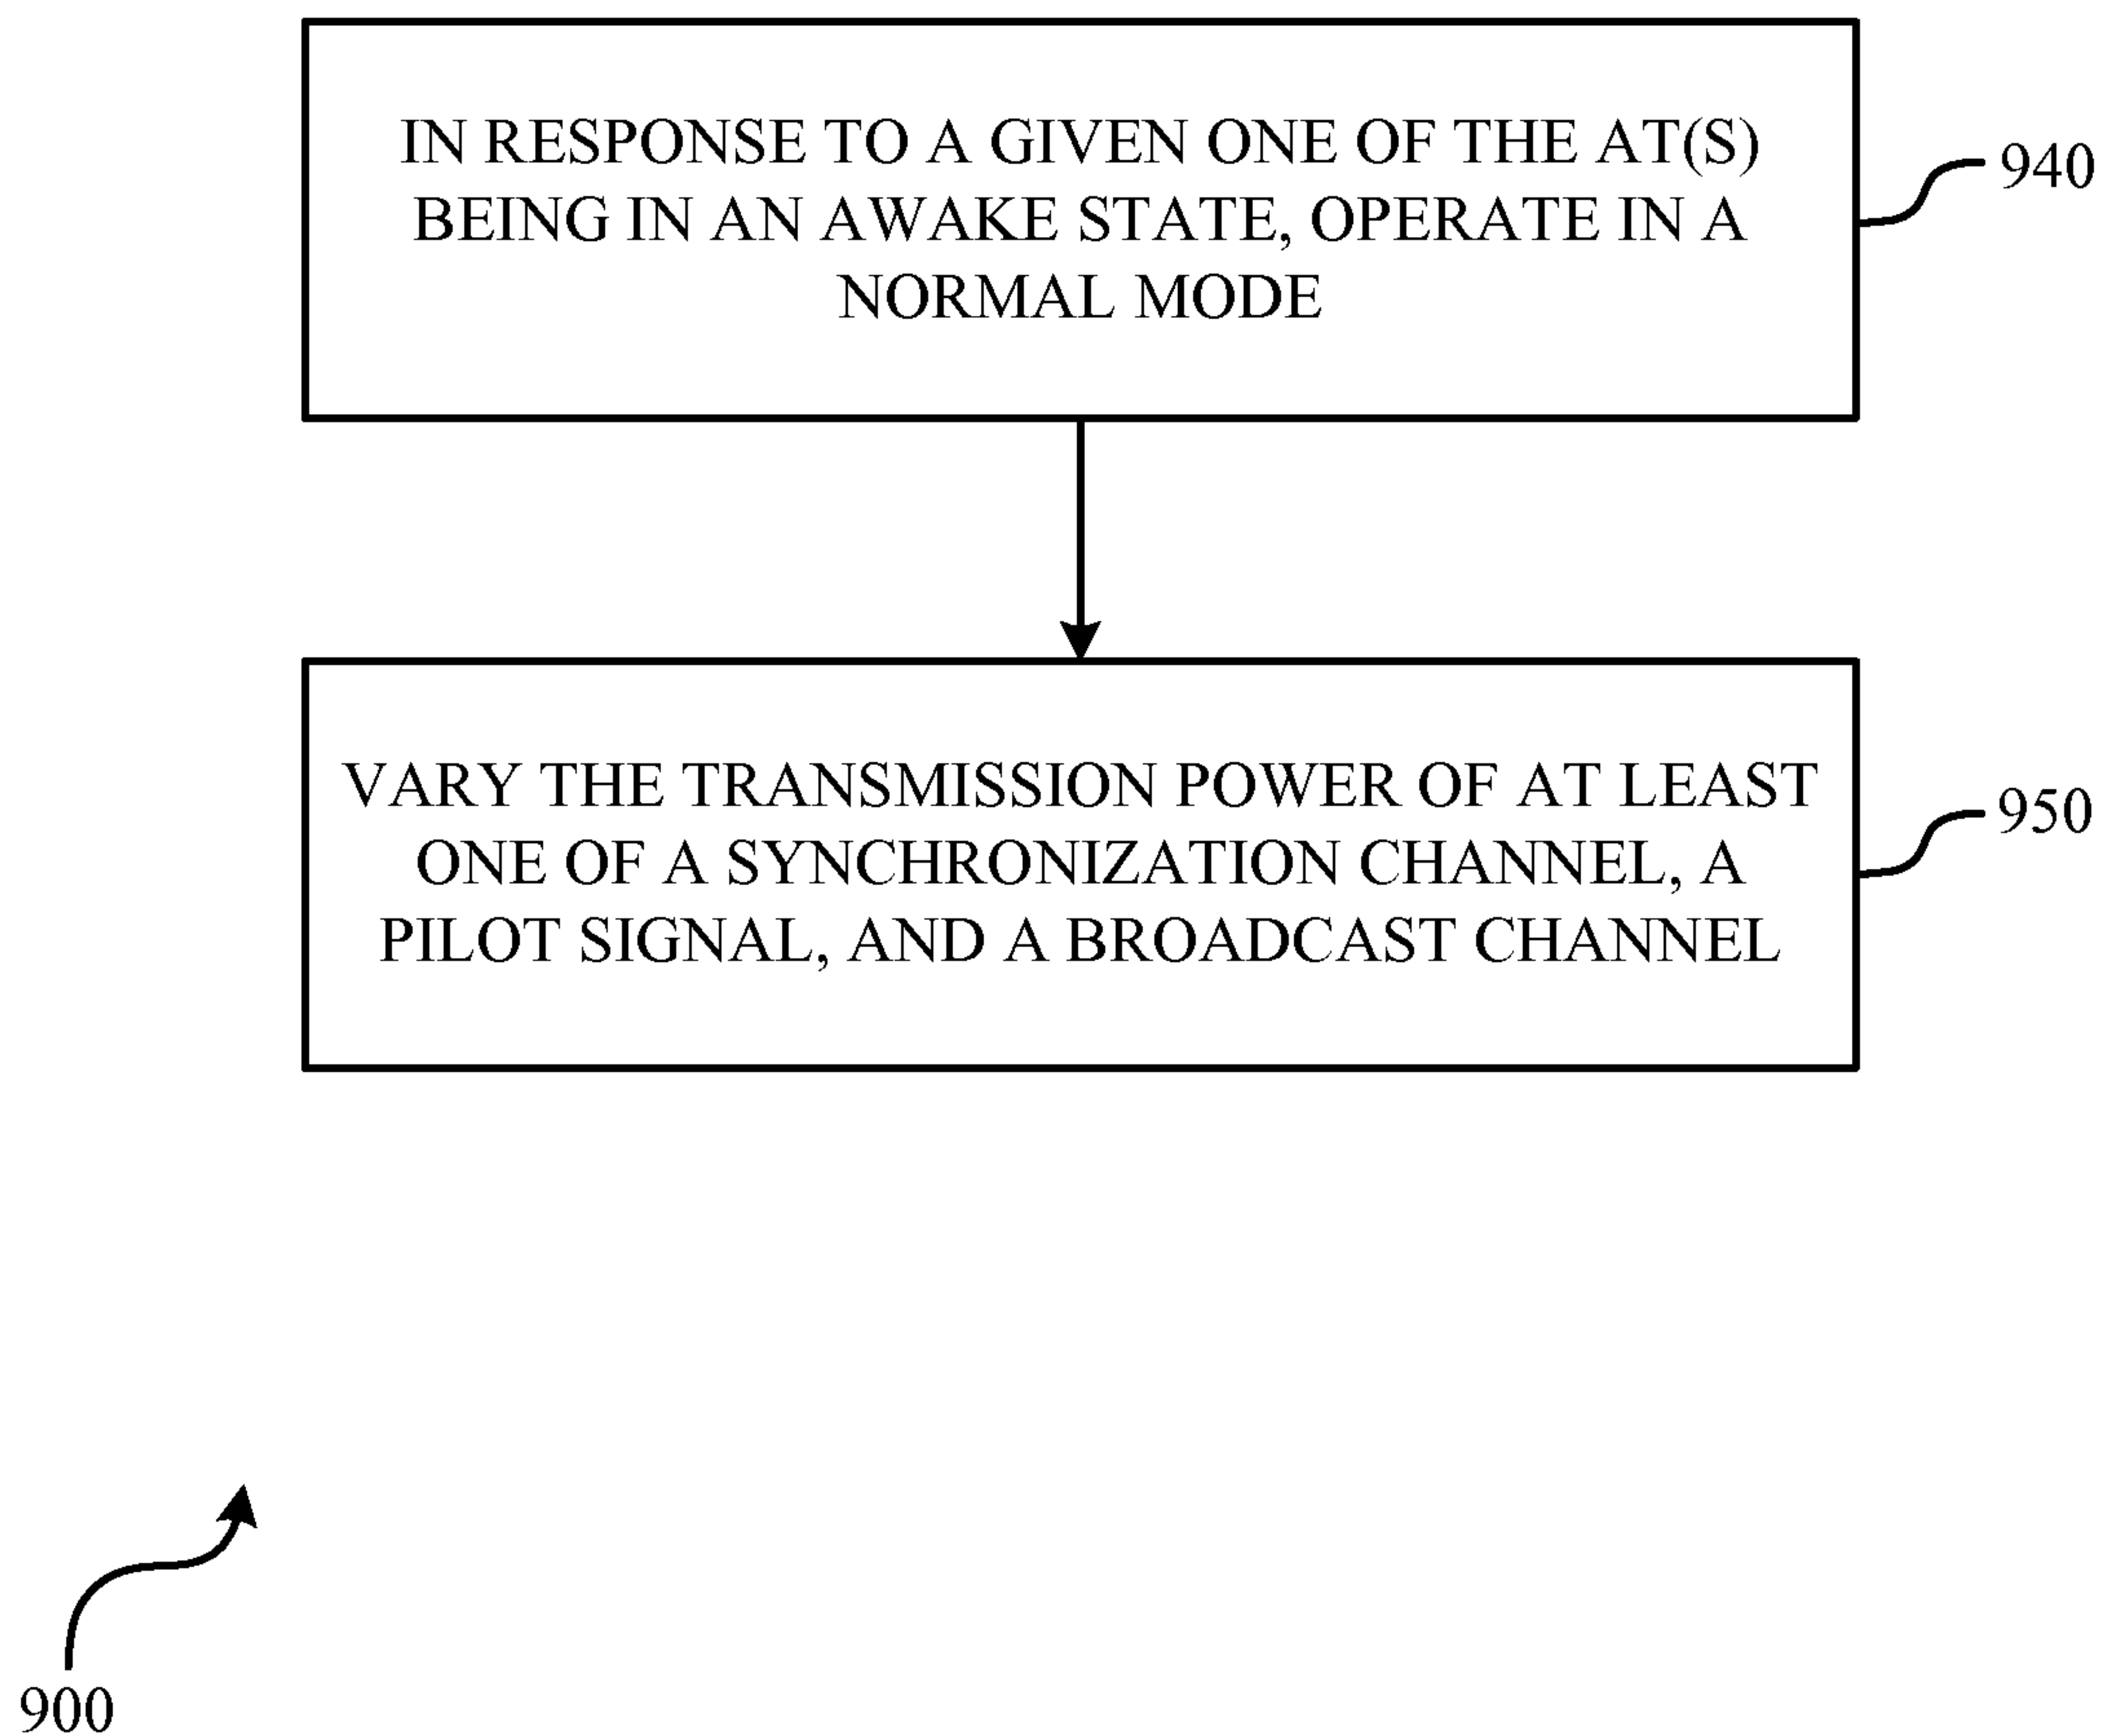 IN RESPONSE TO A GIVEN ONE OF THE AT(S)
BEING IN AN AWAKE STATE, OPERATE IN A
NORMAL MODE
940
VARY THE TRANSMISSION POWER OF AT LEAST
ONE OF A SYNCHRONIZATION CHANNEL, A
PILOT SIGNAL, AND A BROADCAST CHANNEL
950
900